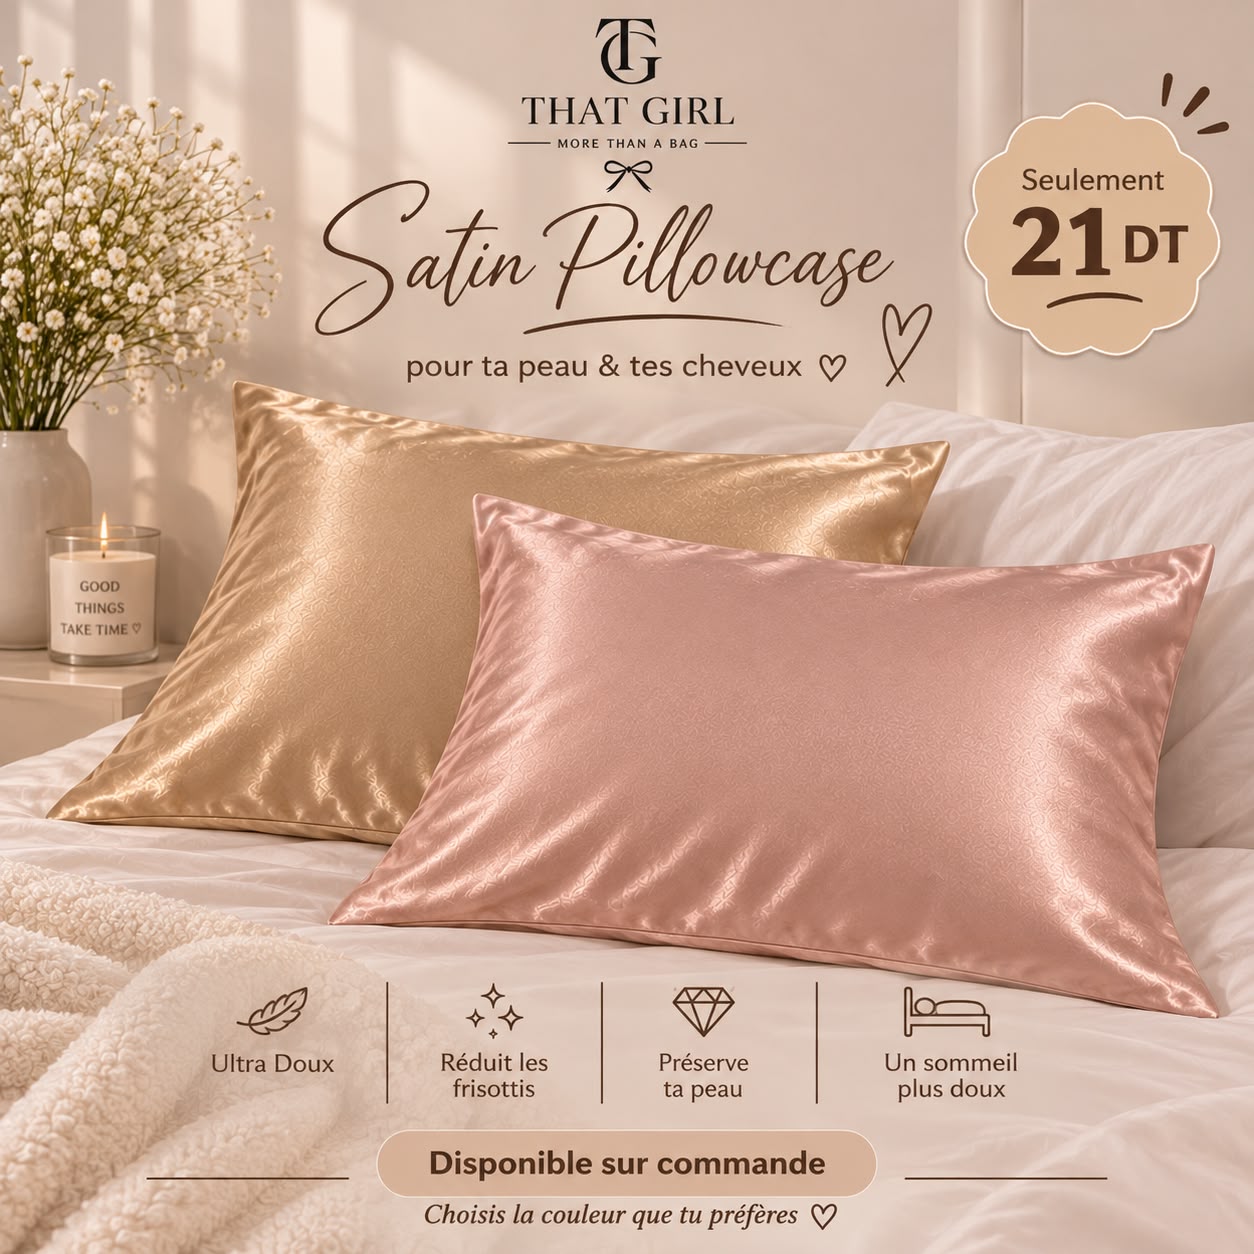 TG
THAT GIRL
MORE THAN A BAG
Satin Pillowcase
pour ta peau & tes cheveux
Seulement
21 DT
GOOD
THINGS
TAKE TIME
Ultra Doux
Réduit les
frisottis
Préserve
ta peau
Un sommeil
plus doux
Disponible sur commande
Choisis la couleur que tu préfères